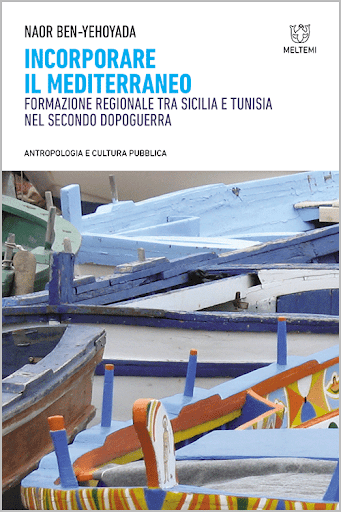 NAOR BEN-YEHOYADA
MELTEMI
INCORPORARE
IL MEDITERRANEO
FORMAZIONE REGIONALE TRA SICILIA E TUNISIA
NEL SECONDO DOPOGUERRA
ANTROPOLOGIA E CULTURA PUBBLICA